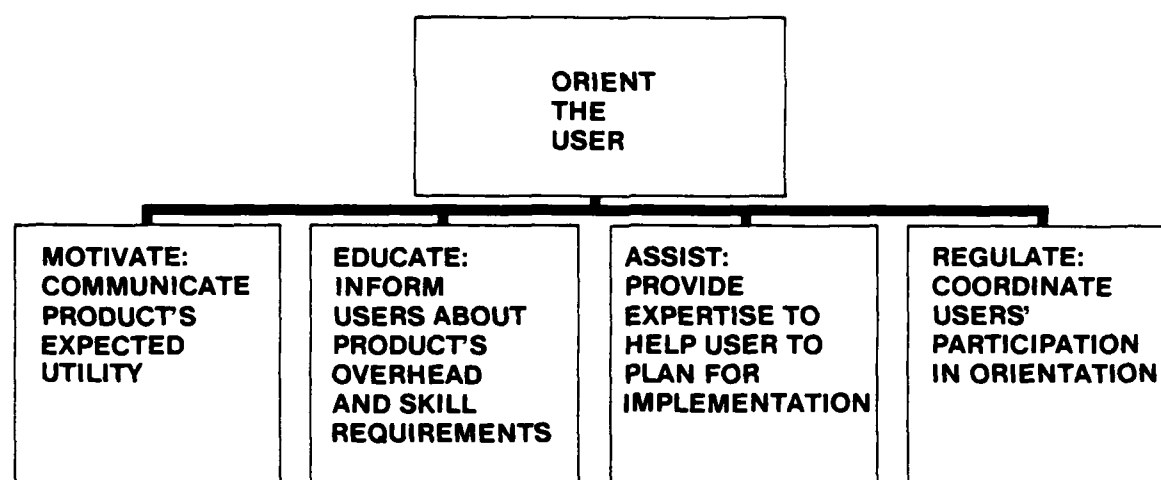 ORIENT
THE
USER
MOTIVATE:
COMMUNICATE
PRODUCT'S
EXPECTED
UTILITY
EDUCATE:
INFORM
USERS ABOUT
PRODUCT'S
OVERHEAD
AND SKILL
REQUIREMENTS
ASSIST:
PROVIDE
EXPERTISE TO
HELP USER TO
PLAN FOR
IMPLEMENTATION
REGULATE:
COORDINATE
USERS'
PARTICIPATION
IN ORIENTATION